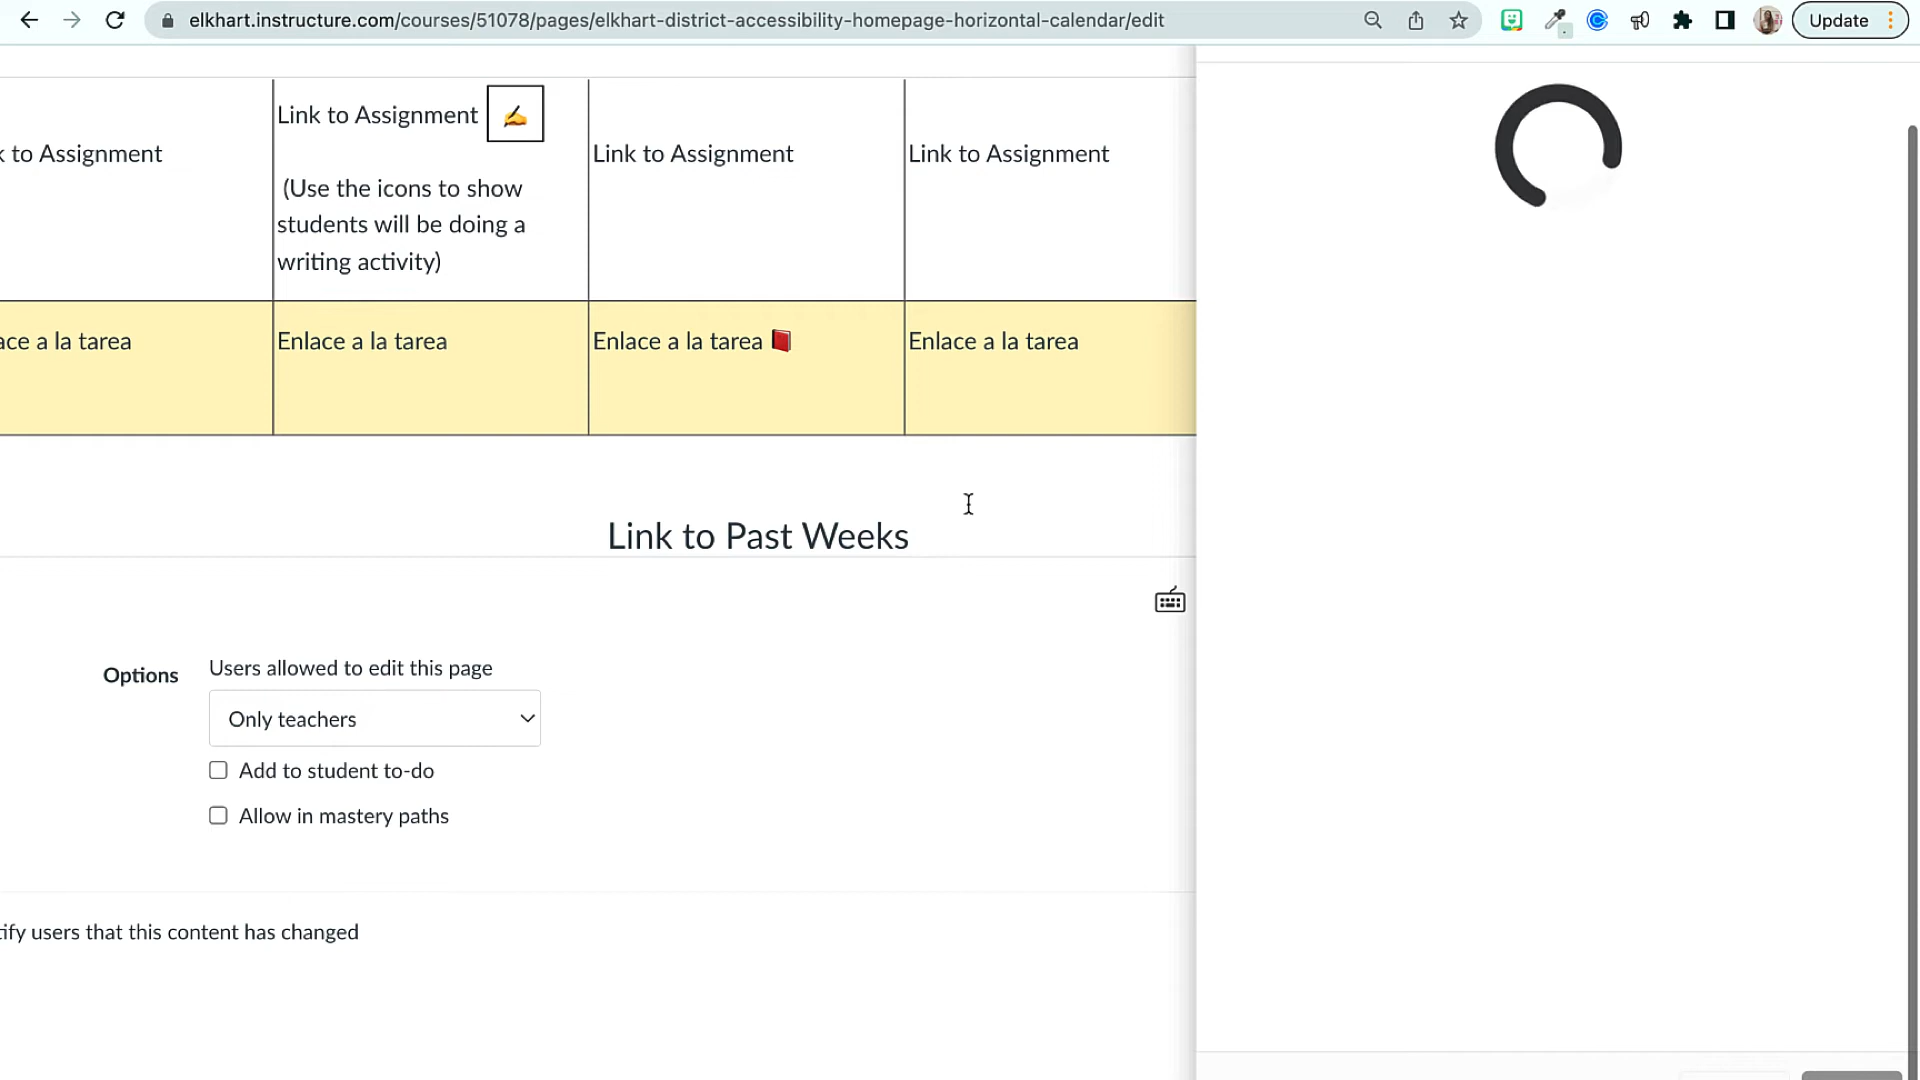 elkhart.instructure.com/courses/51078/pages/elkhart-district-accessibility-homepage-horizontal-calendar/edit
Update
k to Assignment
Link to Assignment ✍
(Use the icons to show
students will be doing a
writing activity)
Link to Assignment
Link to Assignment
ace a la tarea
Enlace a la tarea
Enlace a la tarea 📕
Enlace a la tarea
Link to Past Weeks
Options
Users allowed to edit this page
Only teachers
Add to student to-do
Allow in mastery paths
tify users that this content has changed